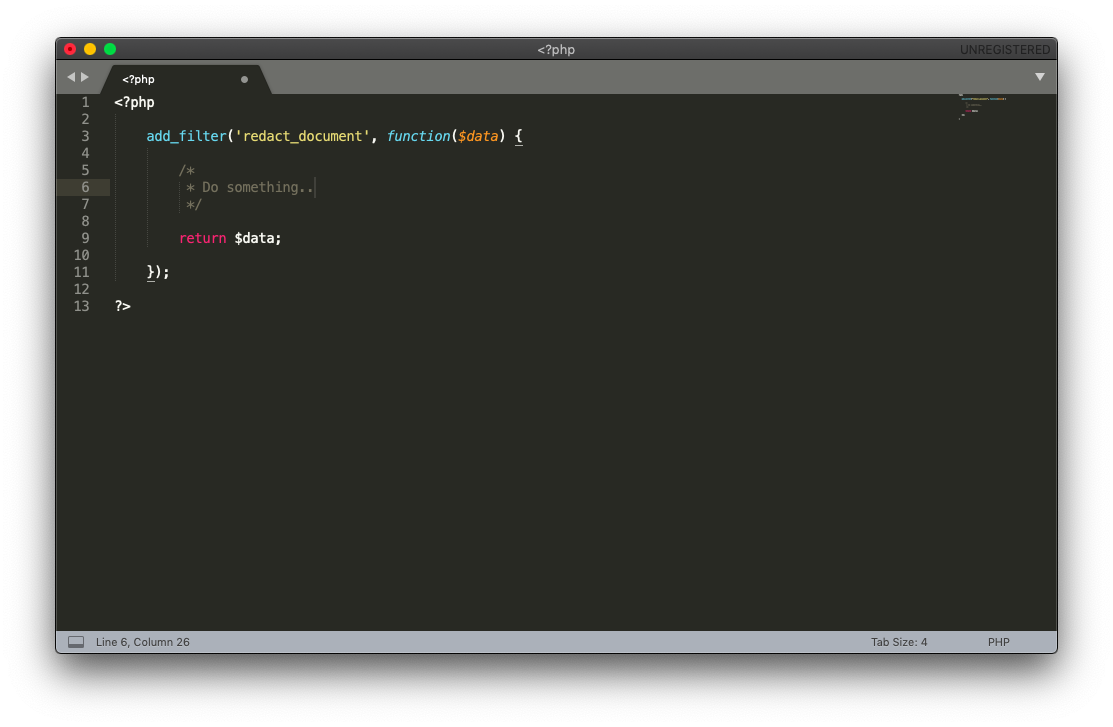 <?php
UNREGISTERED
<?php
1 <?php
2
3 add_filter('redact_document', function($data) {
4
5 /*
6 * Do something..
7 */
8
9 return $data;
10
11 });
12
13 ?>
Line 6, Column 26
Tab Size: 4
PHP